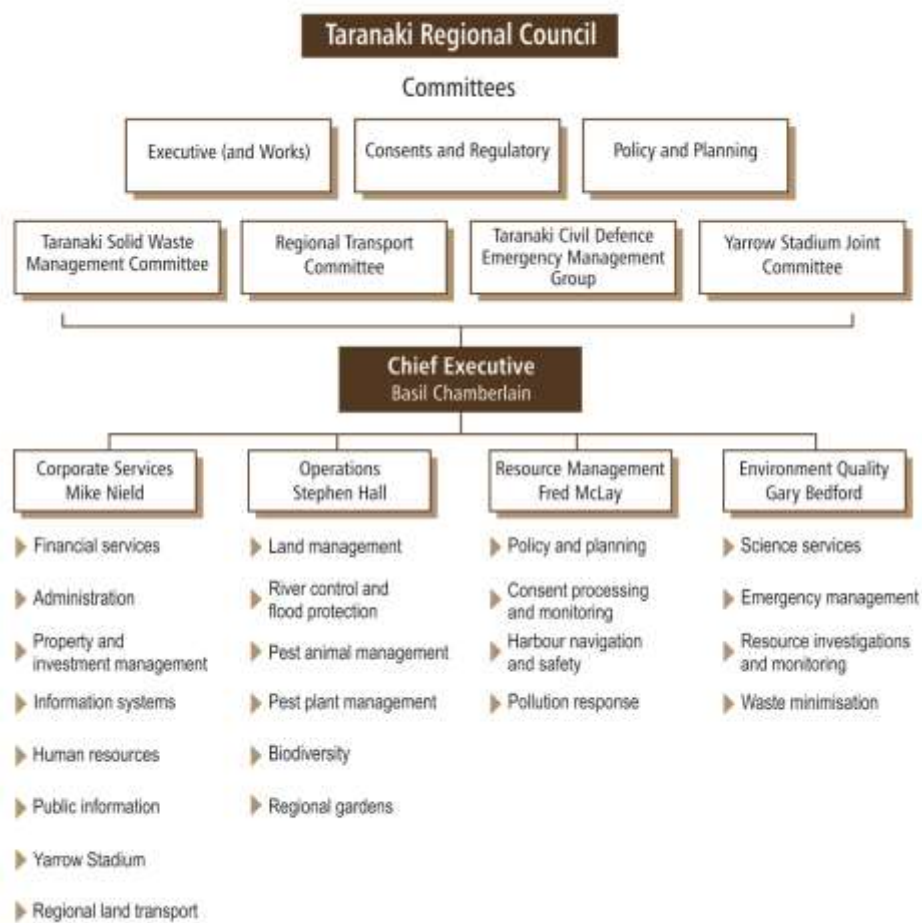 Taranaki Regional Council
Committees
Executive (and Works)
Consents and Regulatory
Policy and Planning
Taranaki Solid Waste
Management Committee
Regional Transport
Committee
Taranaki Civil Defence
Emergency Management
Group
Yarrow Stadium Joint
Committee
Chief Executive
Basil Chamberlain
Corporate Services
Mike Nield
Financial services
Administration
Property and
investment management
Information systems
Human resources
Public information
Yarrow Stadium
Regional land transport
Operations
Stephen Hall
Land management
River control and
flood protection
Pest animal management
Pest plant management
Biodiversity
Regional gardens
Resource Management
Fred McLay
Policy and planning
Consent processing
and monitoring
Harbour navigation
and safety
Pollution response
Environment Quality
Gary Bedford
Science services
Emergency management
Resource investigations
and monitoring
Waste minimisation